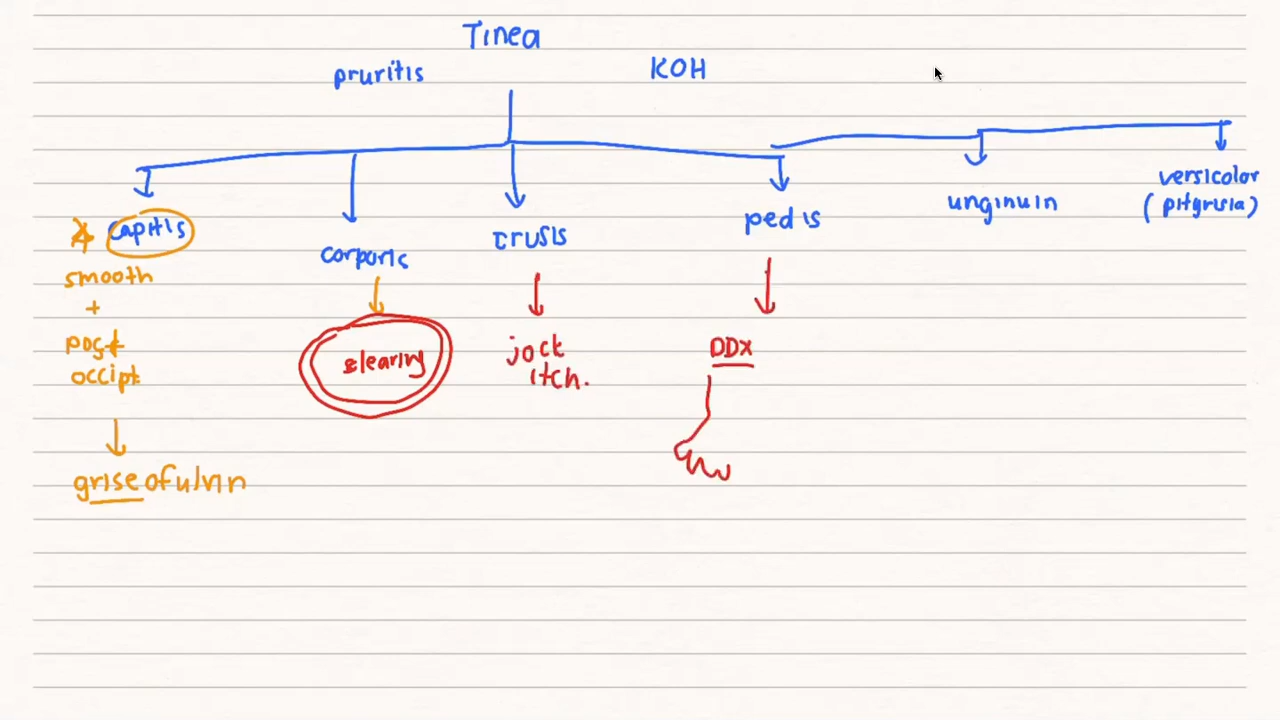 Tinea
pruritis
KOH
capitis
corporis
crusis
pedis
unginuin
versicolor
(pitgrusia)
smooth
+
post
occipt
clearing
jock
itch.
DDX
griseofulvin